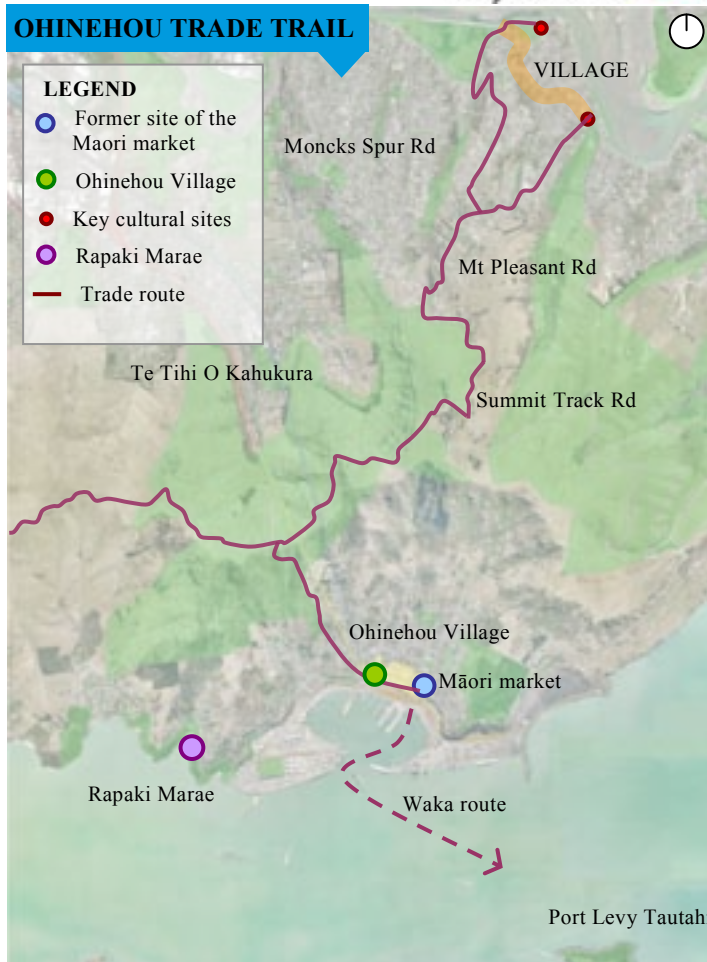 OHINEHOU TRADE TRAIL
LEGEND
Former site of the
Maori market
Ohinehou Village
Key cultural sites
Rapaki Marae
Trade route
VILLAGE
Moncks Spur Rd
Mt Pleasant Rd
Te Tihi O Kahukura
Summit Track Rd
Ohinehou Village
Māori market
Rapaki Marae
Waka route
Port Levy Tautah